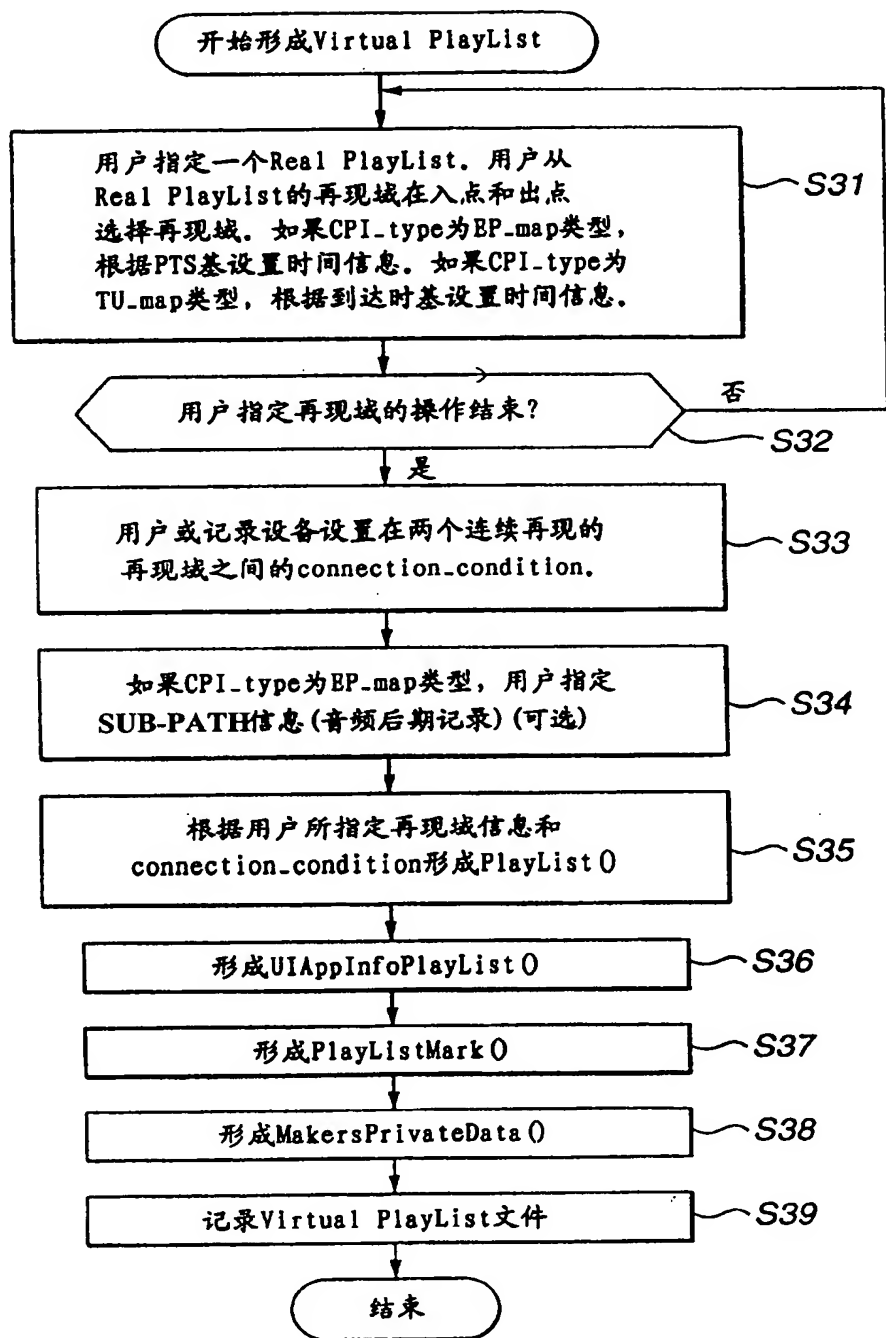 开始形成Virtual PlayList
用户指定一个Real PlayList. 用户从
Real PlayList的再现域在入点和出点
选择再现域. 如果CPI_type为EP_map类型,
根据PTS基设置时间信息. 如果CPI_type为
TU_map类型, 根据到达时基设置时间信息.
S31
用户指定再现域的操作结束?
否
S32
是
用户或记录设备设置在两个连续再现的
再现域之间的connection_condition.
S33
如果CPI_type为EP_map类型, 用户指定
SUB-PATH信息(音频后期记录)(可选)
S34
根据用户所指定再现域信息和
connection_condition形成PlayList()
S35
形成UIAppInfoPlayList()
S36
形成PlayListMark()
S37
形成MakersPrivateData()
S38
记录Virtual PlayList文件
S39
结束